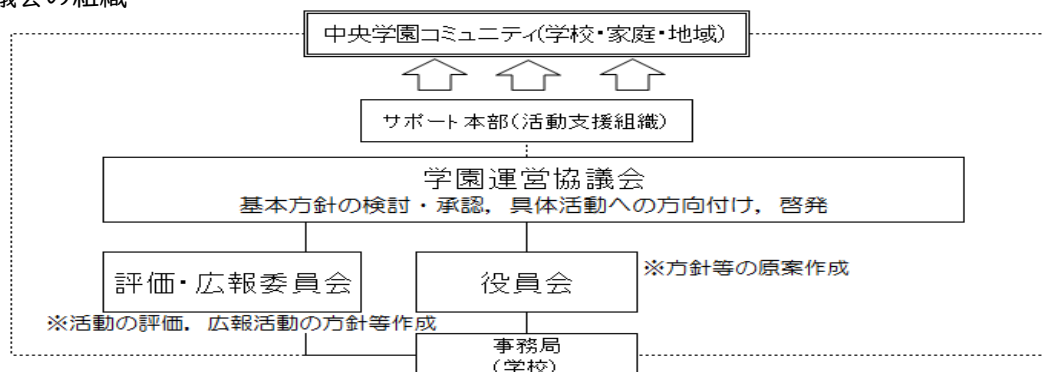 議会の組織
中央学園コミュニティ(学校・家庭・地域)
サポート本部(活動支援組織)
学園運営協議会
基本方針の検討・承認，具体活動への方向付け，啓発
評価・広報委員会
役員会
※方針等の原案作成
※活動の評価，広報活動の方針等作成
事務局
(学校)